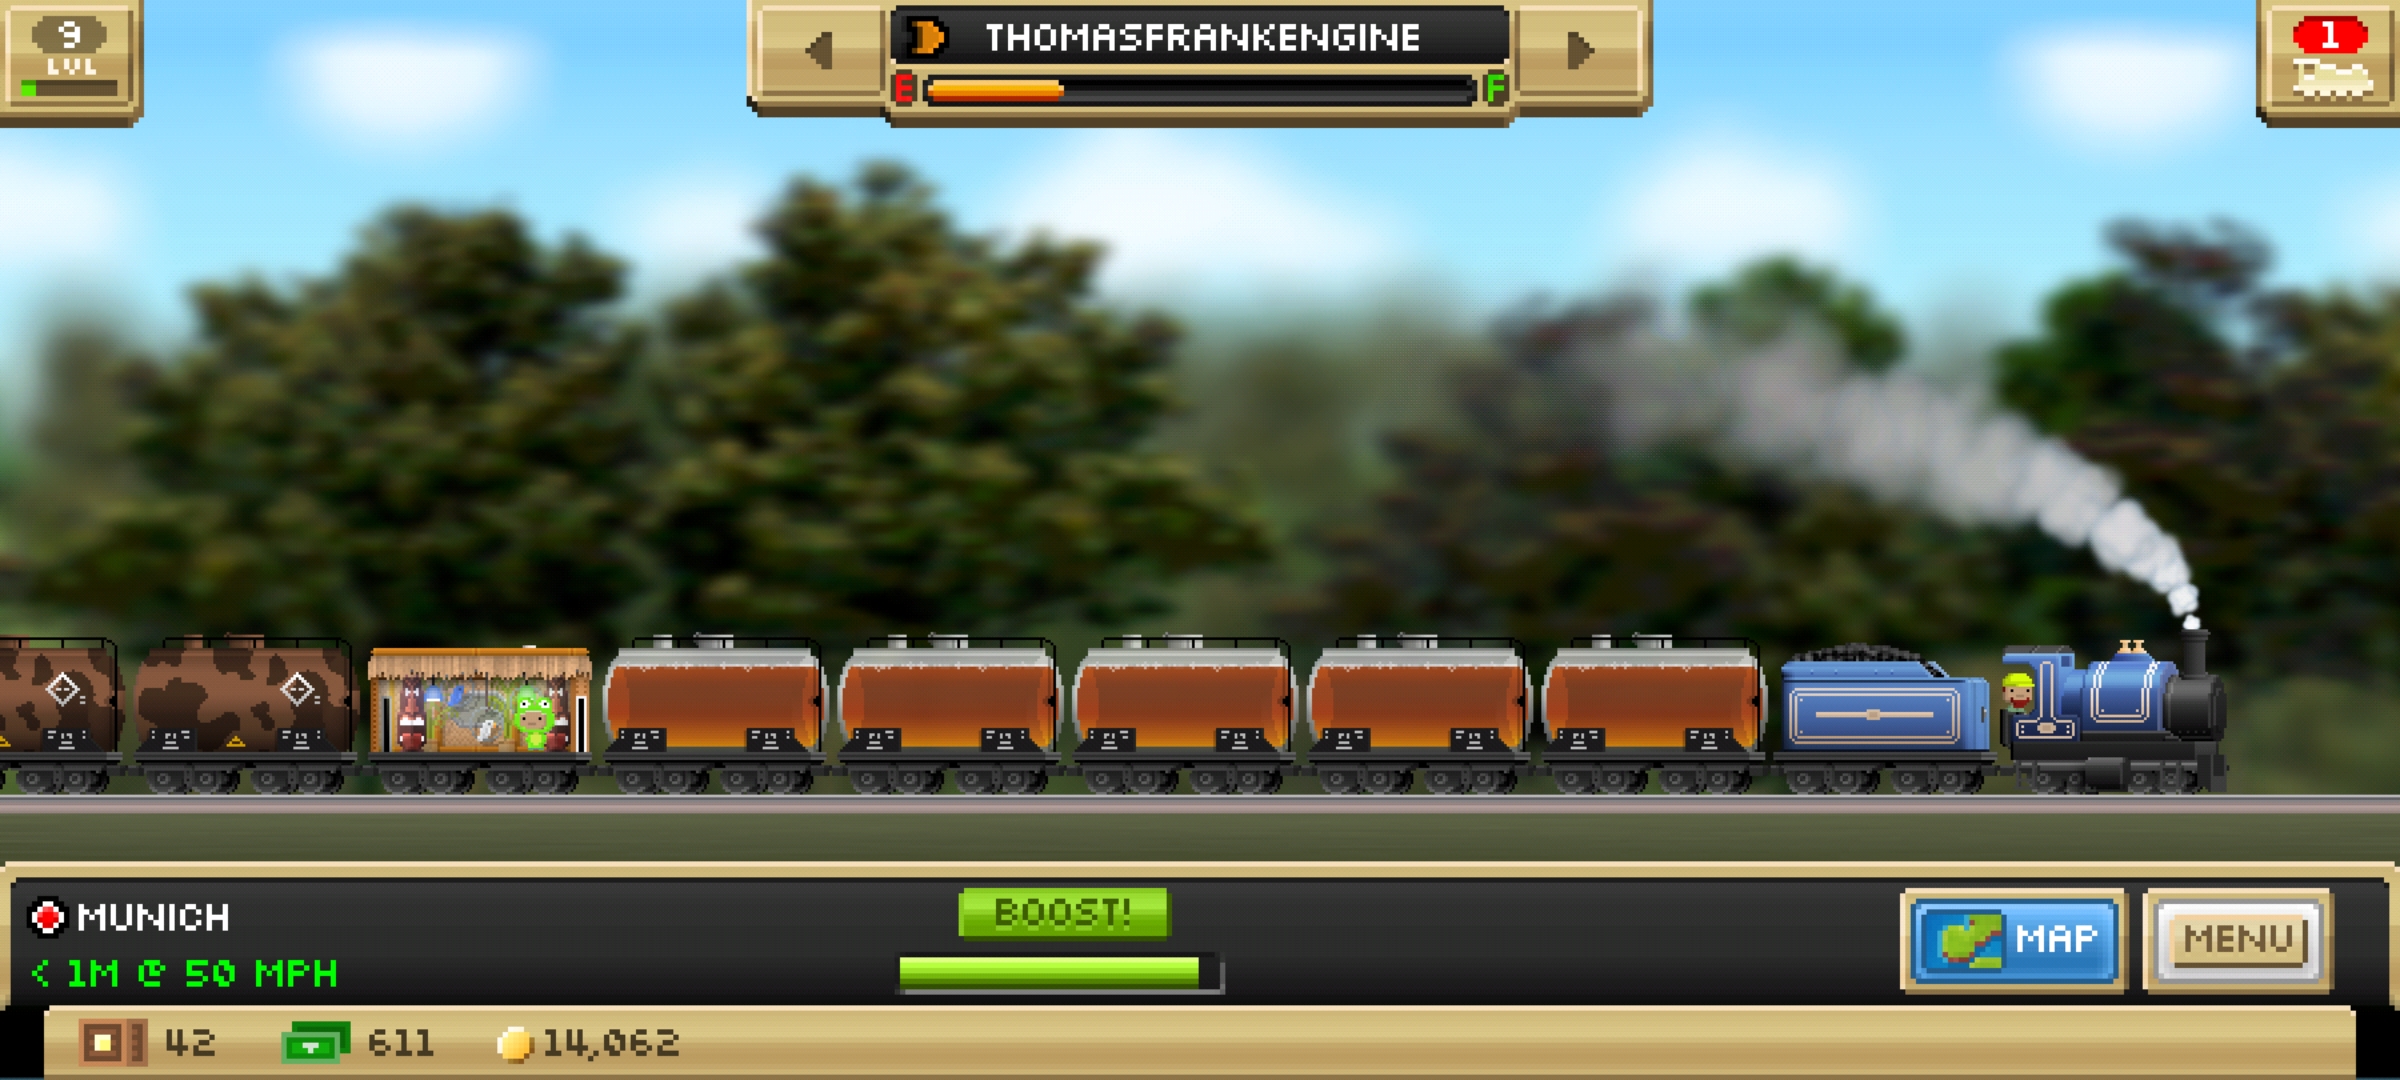 9
LVL
THOMASFRANKENGINE
E F
1
MUNICH
< 1M @ 50 MPH
BOOST!
MAP
MENU
42
611
14,062